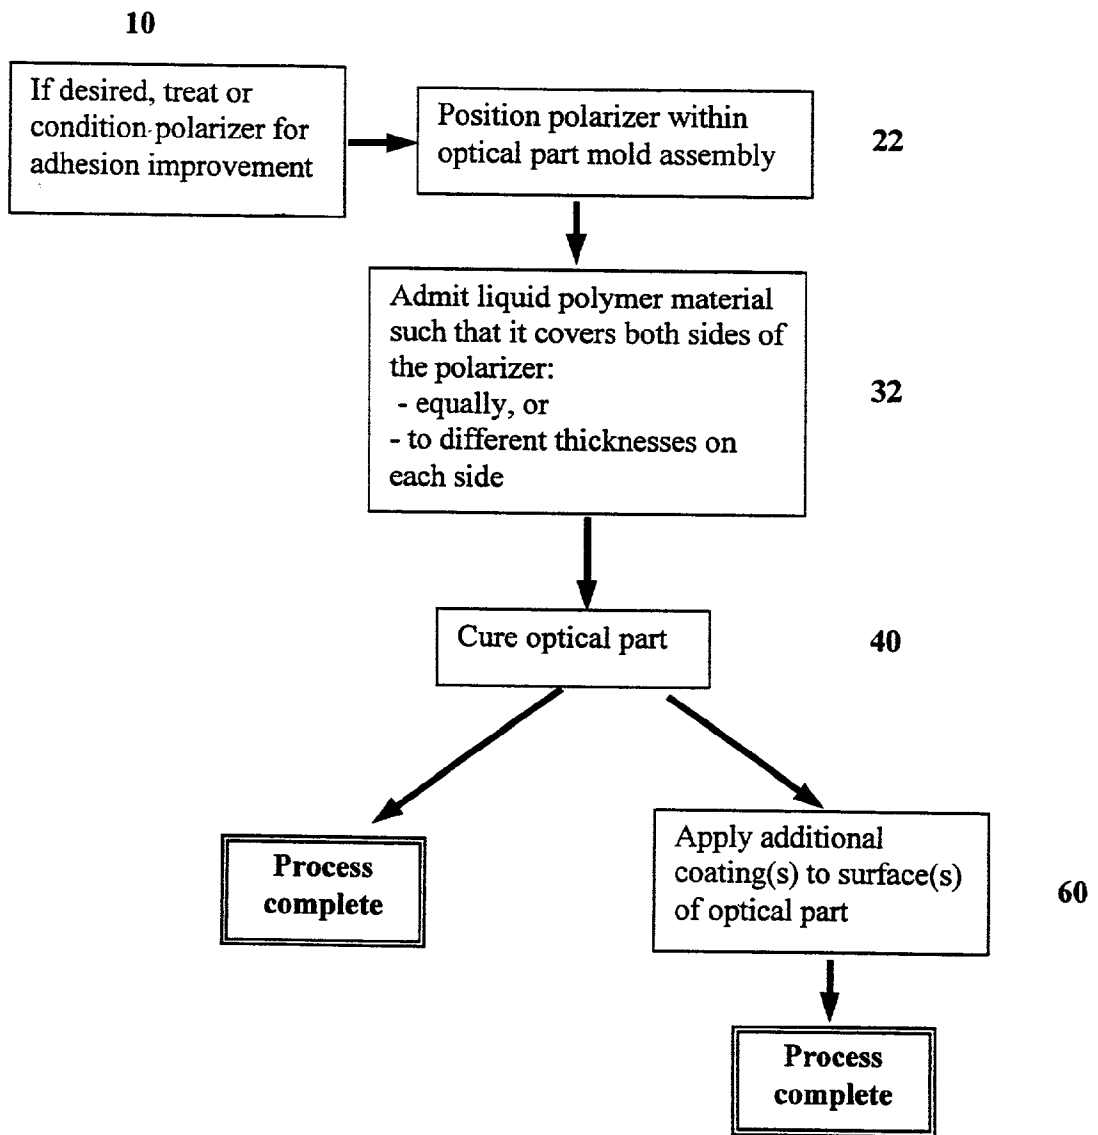 10
If desired, treat or
condition polarizer for
adhesion improvement
Position polarizer within
optical part mold assembly
22
Admit liquid polymer material
such that it covers both sides of
the polarizer:
- equally, or
- to different thicknesses on
each side
32
Cure optical part
40
Process
complete
Apply additional
coating(s) to surface(s)
of optical part
60
Process
complete